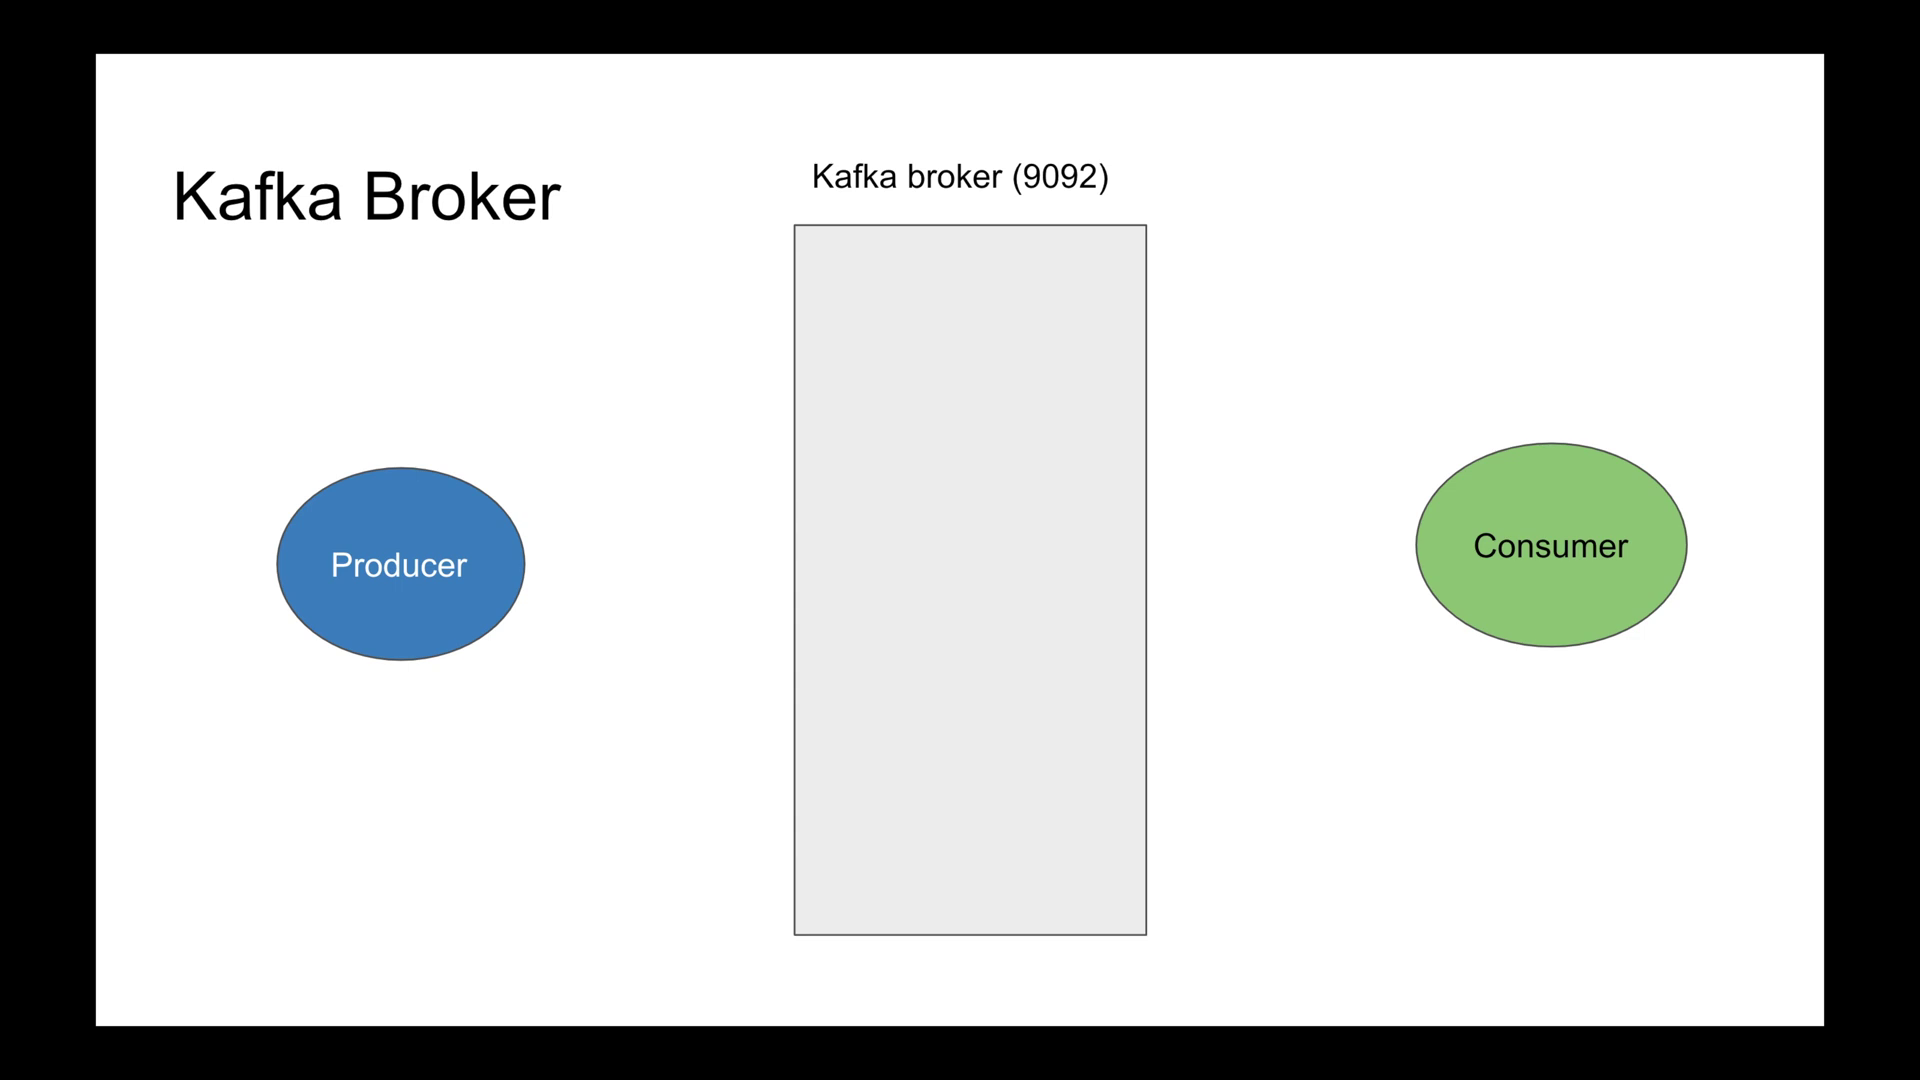 Kafka Broker
Kafka broker (9092)
Producer
Consumer